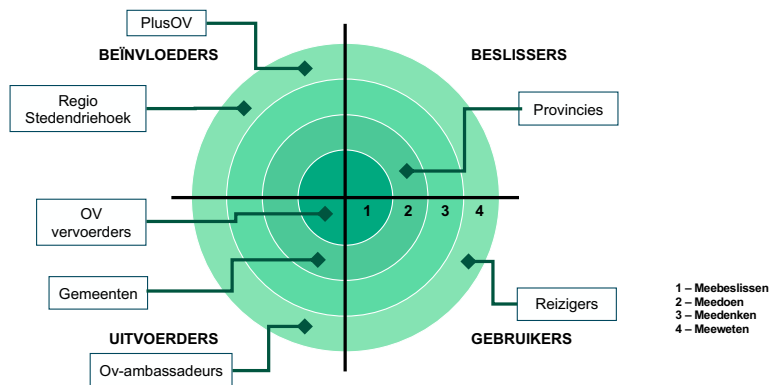 PlusOV
BEÏNVLOEDERS
BESLISSERS
Regio
Stedendriehoek
Provincies
OV
vervoerders
1 2 3 4
Gemeenten
Reizigers
1 – Meebeslissen
2 – Meedoen
3 – Meedenken
4 – Meeweten
UITVOERDERS
GEBRUIKERS
Ov-ambassadeurs